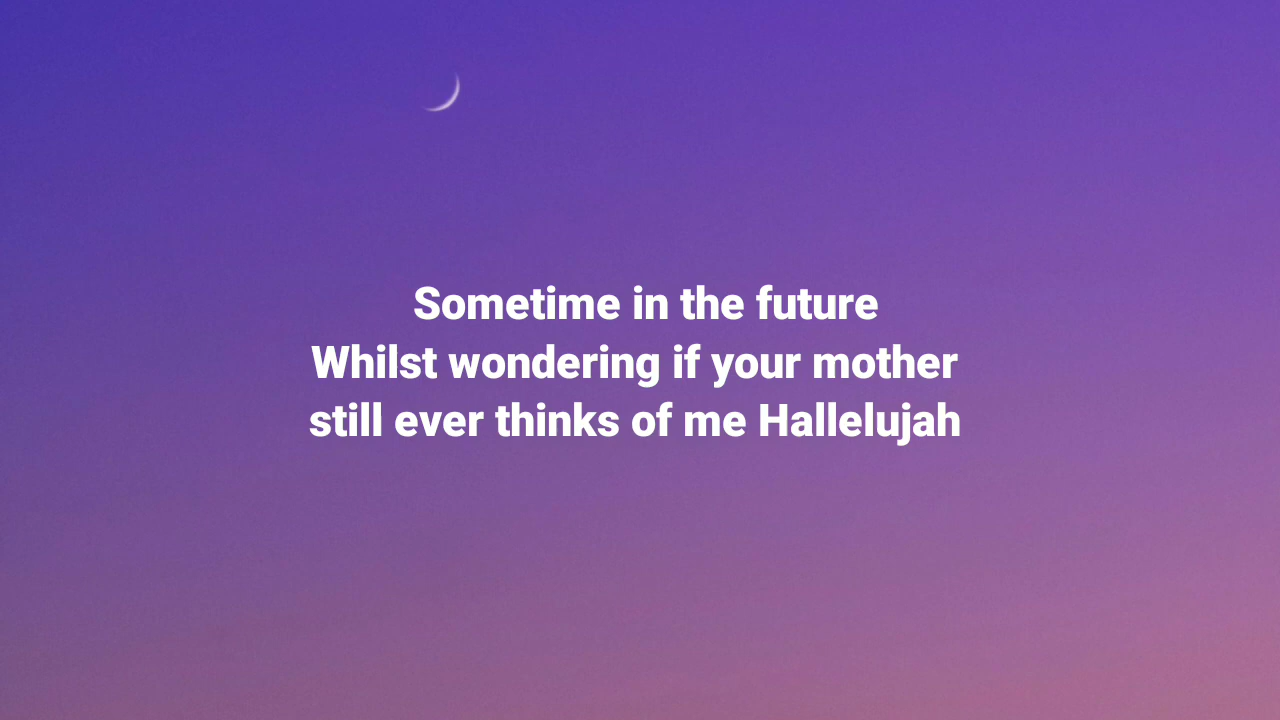 Sometime in the future
Whilst wondering if your mother
still ever thinks of me Hallelujah